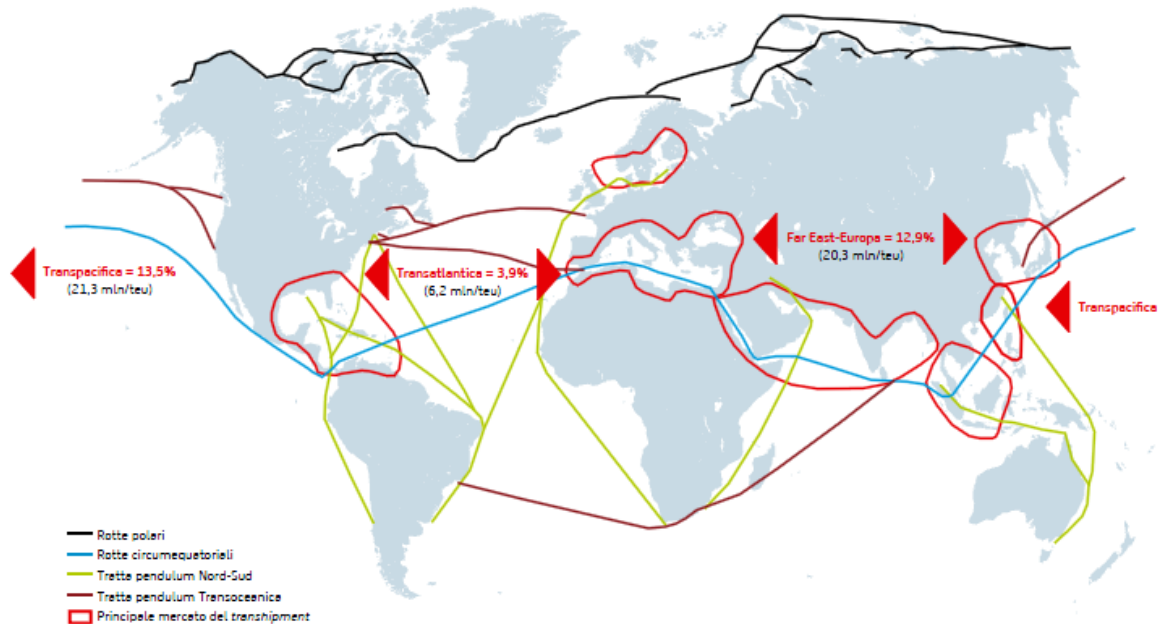 Far East-Europa = 12,9%
(20,3 mln/teu)
Transpacifica = 13,5%
(21,3 mln/teu)
Transatlantica = 3,9%
(6,2 mln/teu)
Transpacifica
Rotte polari
Rotte circumequatoriali
Tratta pendulum Nord-Sud
Tratta pendulum Transoceanica
Principale mercato del transhipment